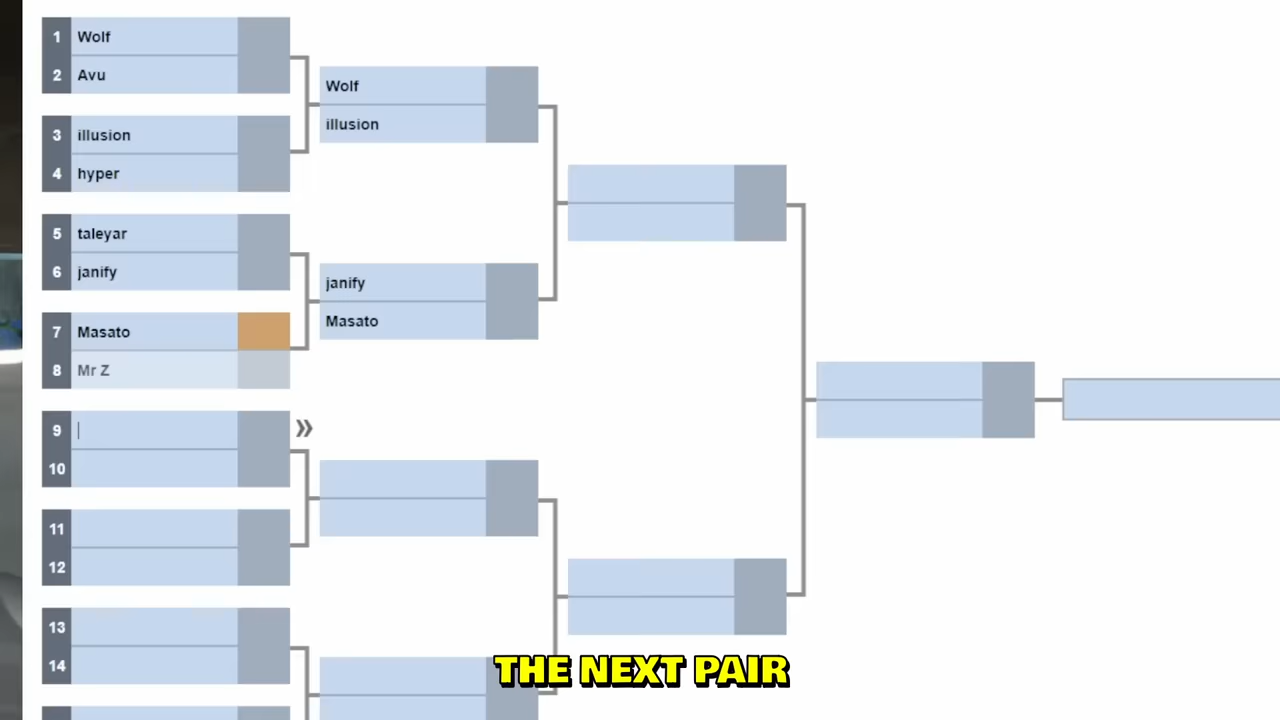 1 Wolf
2 Avu
3 illusion
4 hyper
5 taleyar
6 janify
7 Masato
8 Mr Z
9
10
11
12
13
14
Wolf
illusion
janify
Masato
»
THE NEXT PAIR